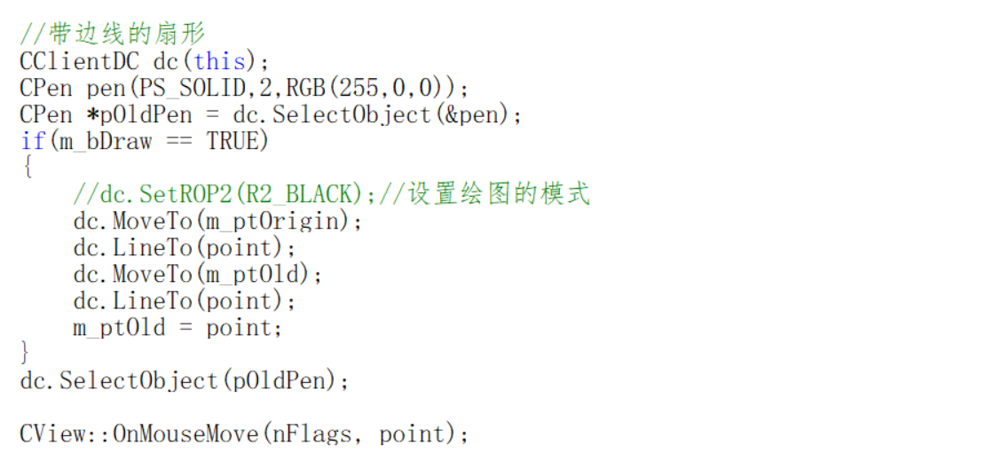 //带边线的扇形
CClientDC dc(this);
CPen pen(PS_SOLID,2,RGB(255,0,0));
CPen *pOldPen = dc.SelectObject(&pen);
if(m_bDraw == TRUE)
{
    //dc.SetROP2(R2_BLACK);//设置绘图的模式
    dc.MoveTo(m_ptOrigin);
    dc.LineTo(point);
    dc.MoveTo(m_ptOld);
    dc.LineTo(point);
    m_ptOld = point;
}
dc.SelectObject(pOldPen);
CView::OnMouseMove(nFlags, point);